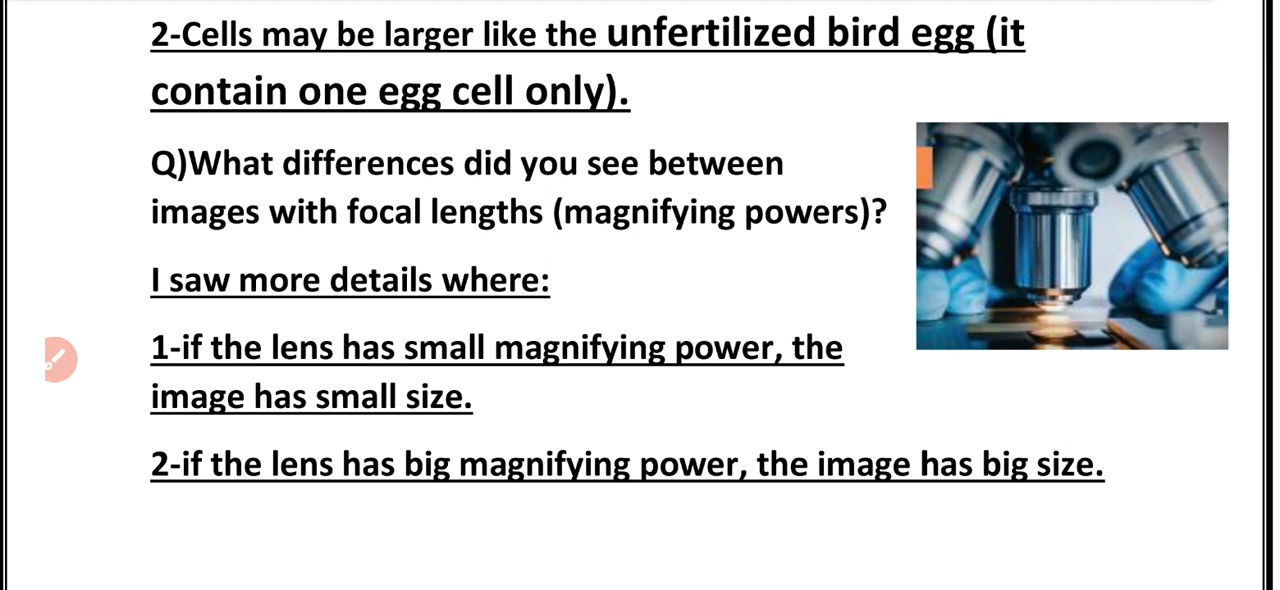 2-Cells may be larger like the unfertilized bird egg (it
contain one egg cell only).
Q)What differences did you see between
images with focal lengths (magnifying powers)?
I saw more details where:
1-if the lens has small magnifying power, the
image has small size.
2-if the lens has big magnifying power, the image has big size.